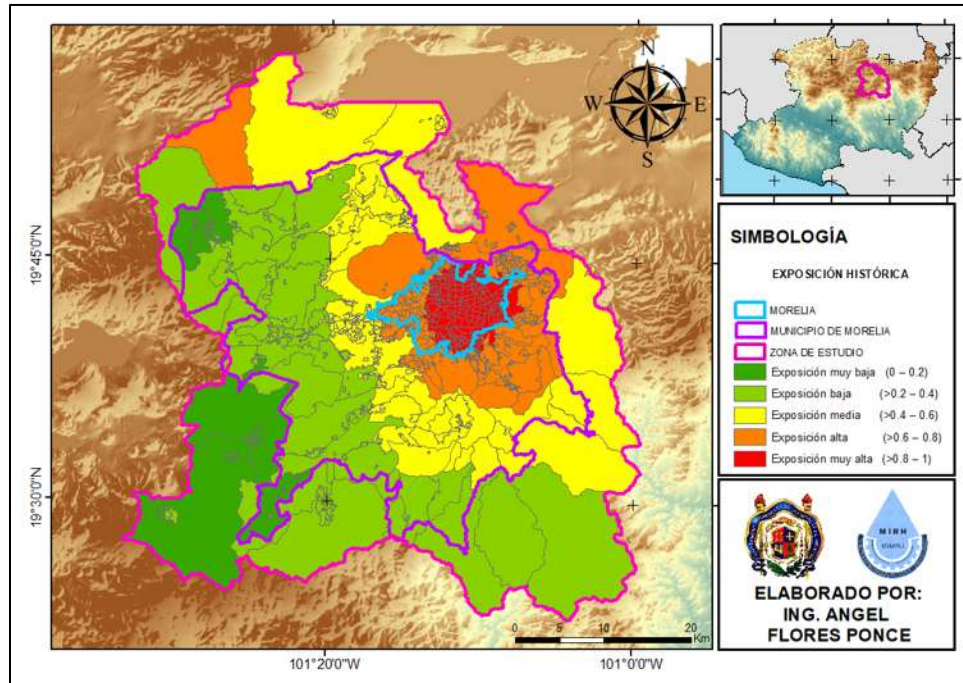 N
W E
S
19°45'0"N
19°30'0"N
101°20'0"W
101°0'0"W
0 5 10 20
Km
SIMBOLOGÍA
EXPOSICIÓN HISTÓRICA
MORELIA
MUNICIPIO DE MORELIA
ZONA DE ESTUDIO
Exposición muy baja (0 – 0.2)
Exposición baja (>0.2 – 0.4)
Exposición media (>0.4 – 0.6)
Exposición alta (>0.6 – 0.8)
Exposición muy alta (>0.8 – 1)
MIRH
ELABORADO POR:
ING. ANGEL
FLORES PONCE